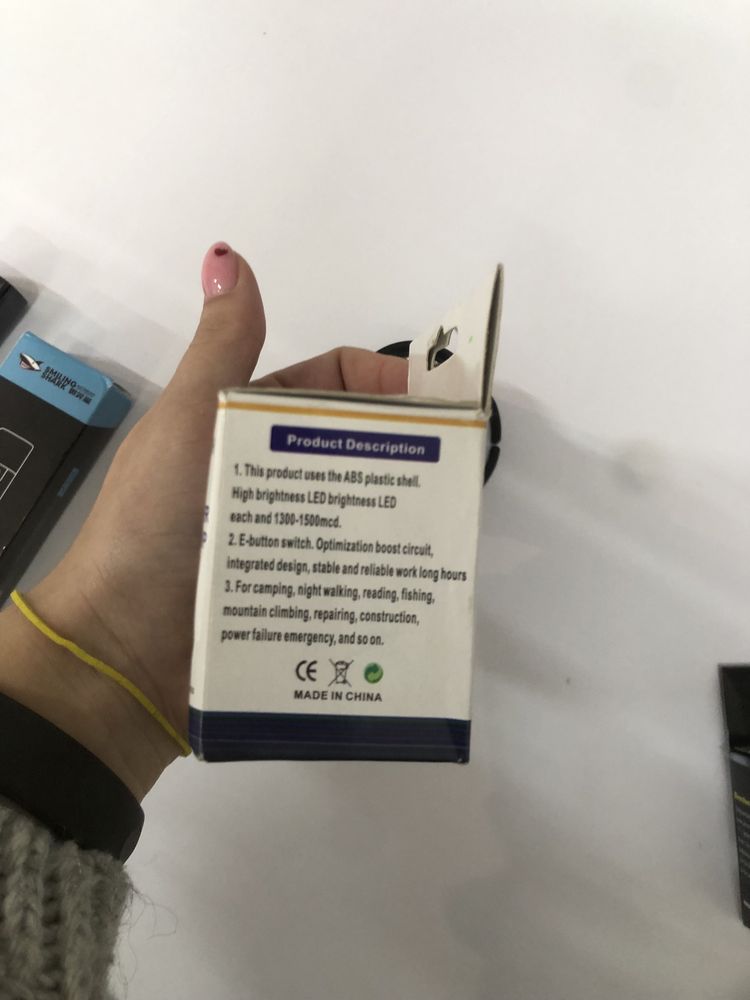 Product Description
1. This product uses the ABS plastic shell.
High brightness LED brightness LED
each and 1300-1500mcd.
2. E-button switch. Optimization boost circuit,
integrated design, stable and reliable work long hours
3. For camping, night walking, reading, fishing,
mountain climbing, repairing, construction,
power failure emergency, and so on.
CE
MADE IN CHINA
SMILING
SHARK